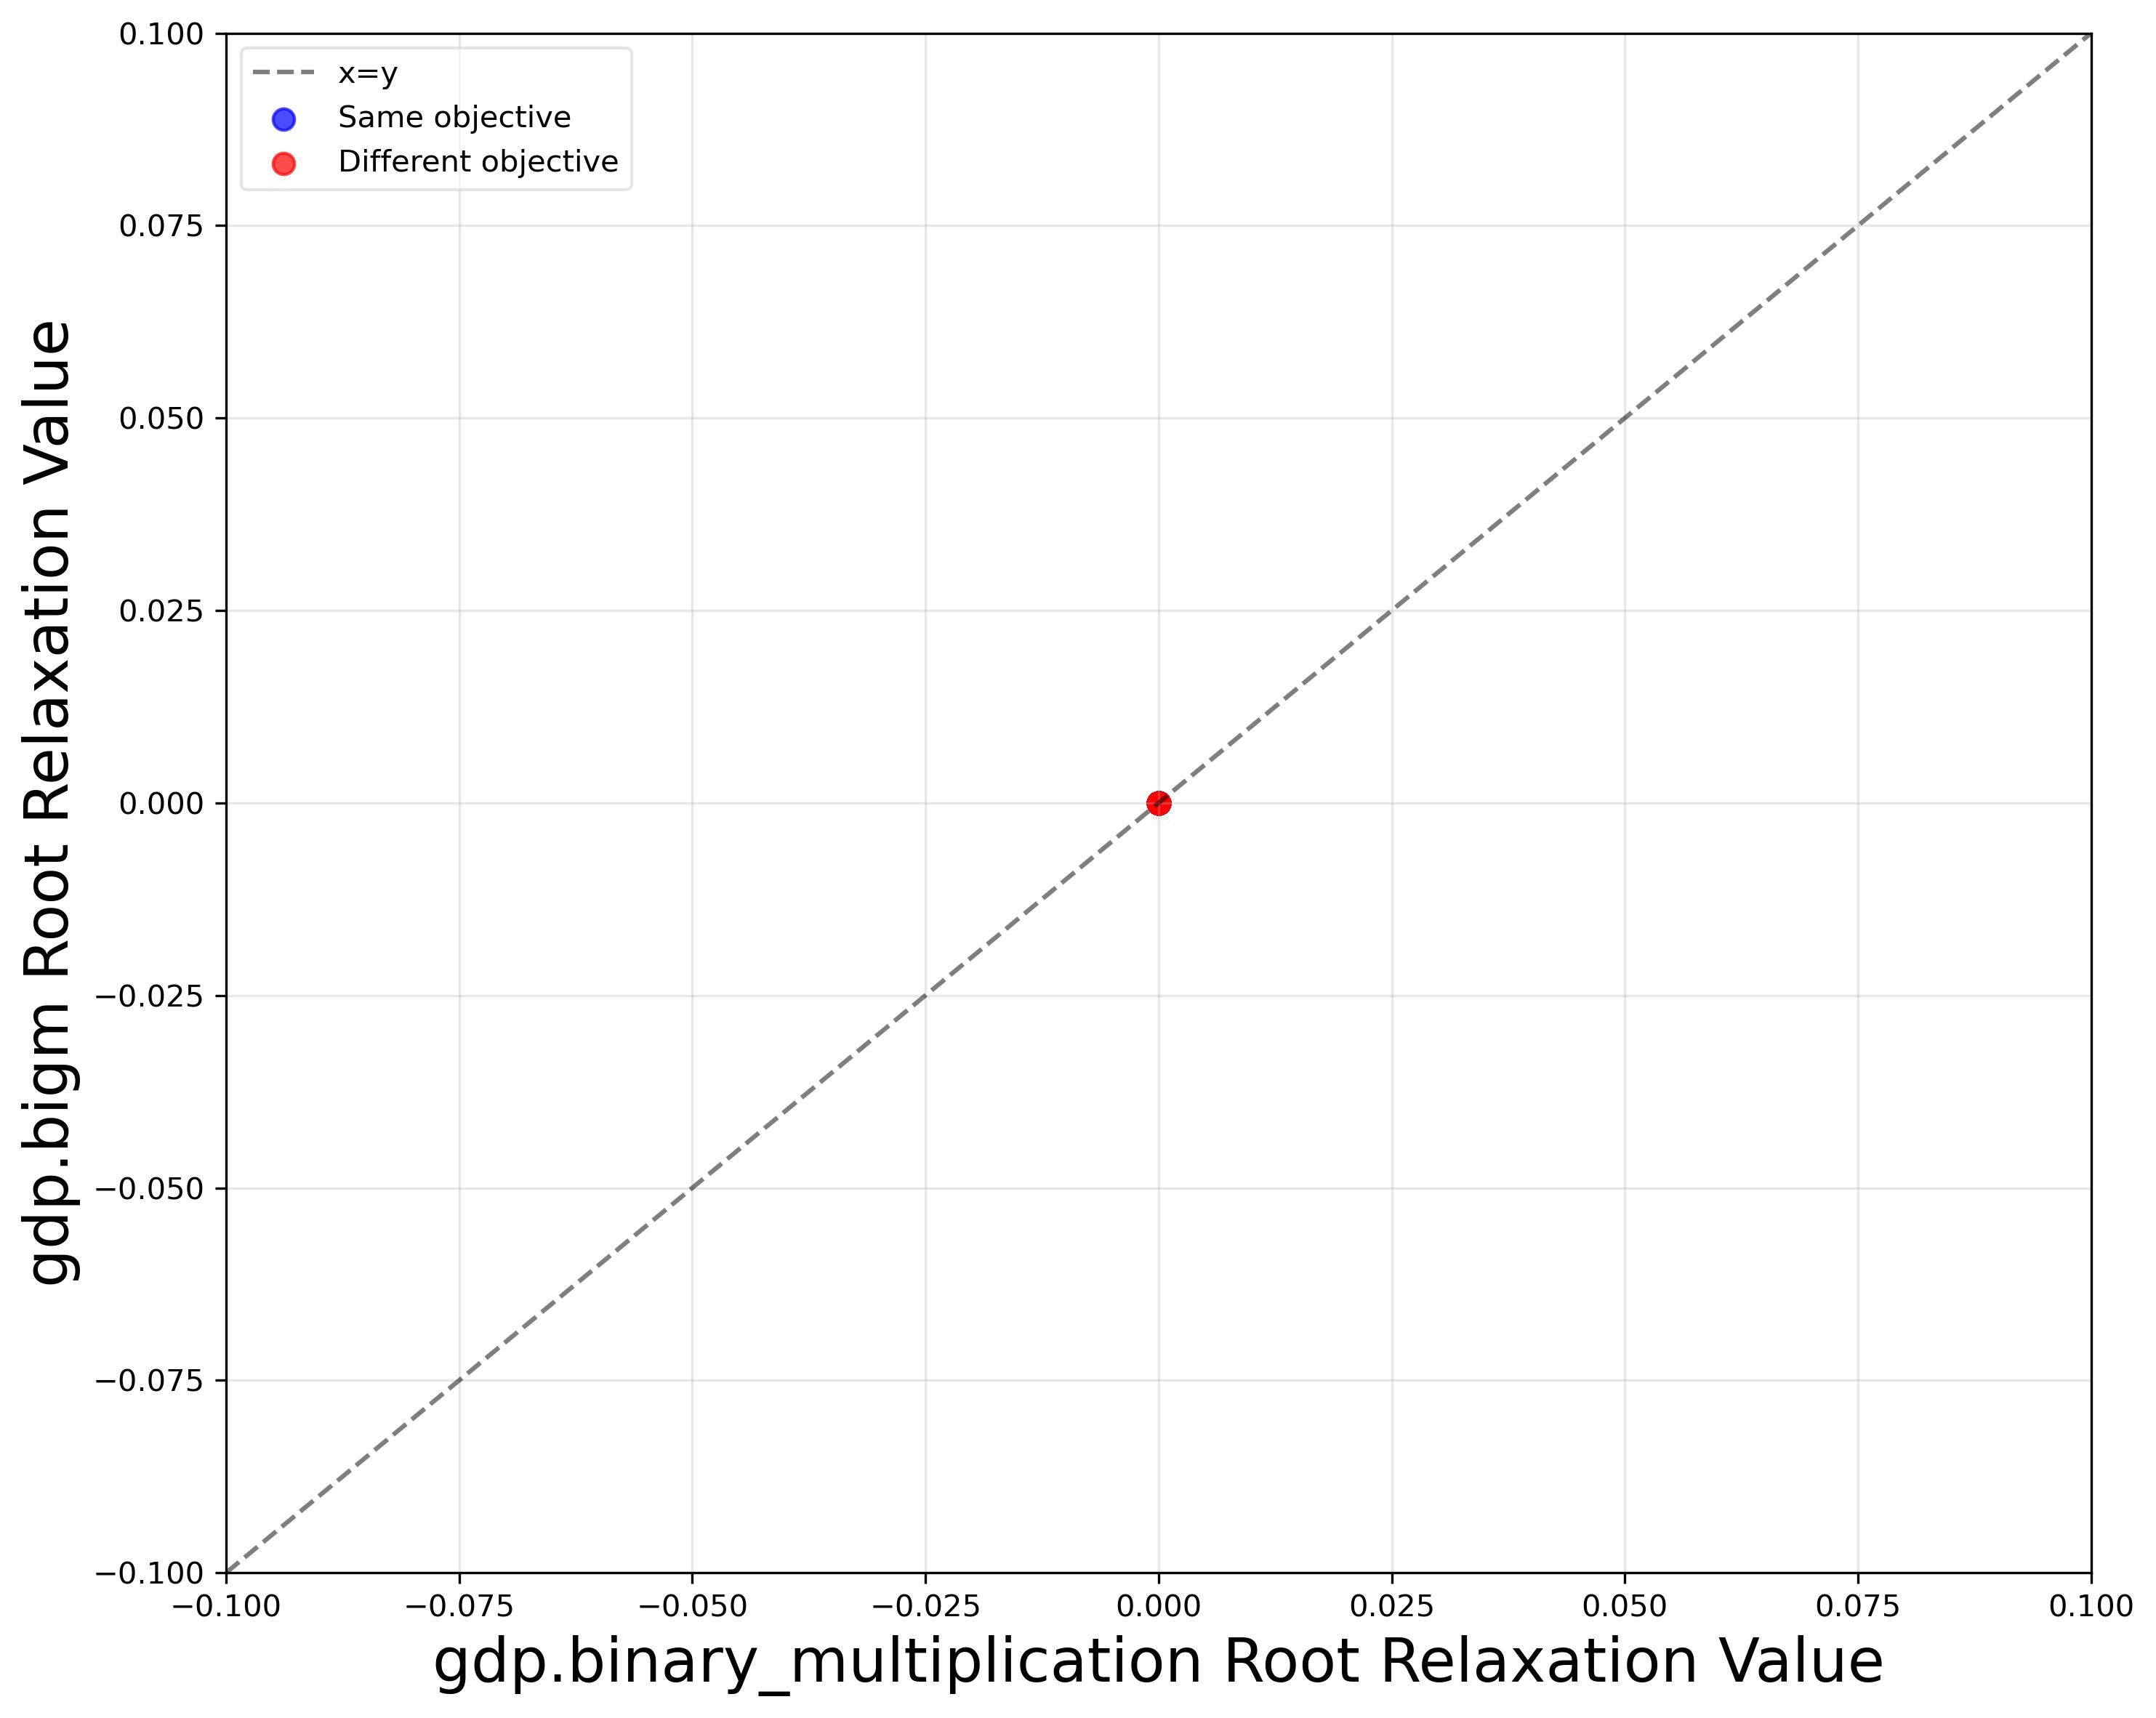 x=y
Same objective
Different objective
0.100
0.075
0.050
0.025
0.000
−0.025
−0.050
−0.075
−0.100
gdp.bigm Root Relaxation Value
−0.100 −0.075 −0.050 −0.025 0.000 0.025 0.050 0.075 0.100
gdp.binary_multiplication Root Relaxation Value